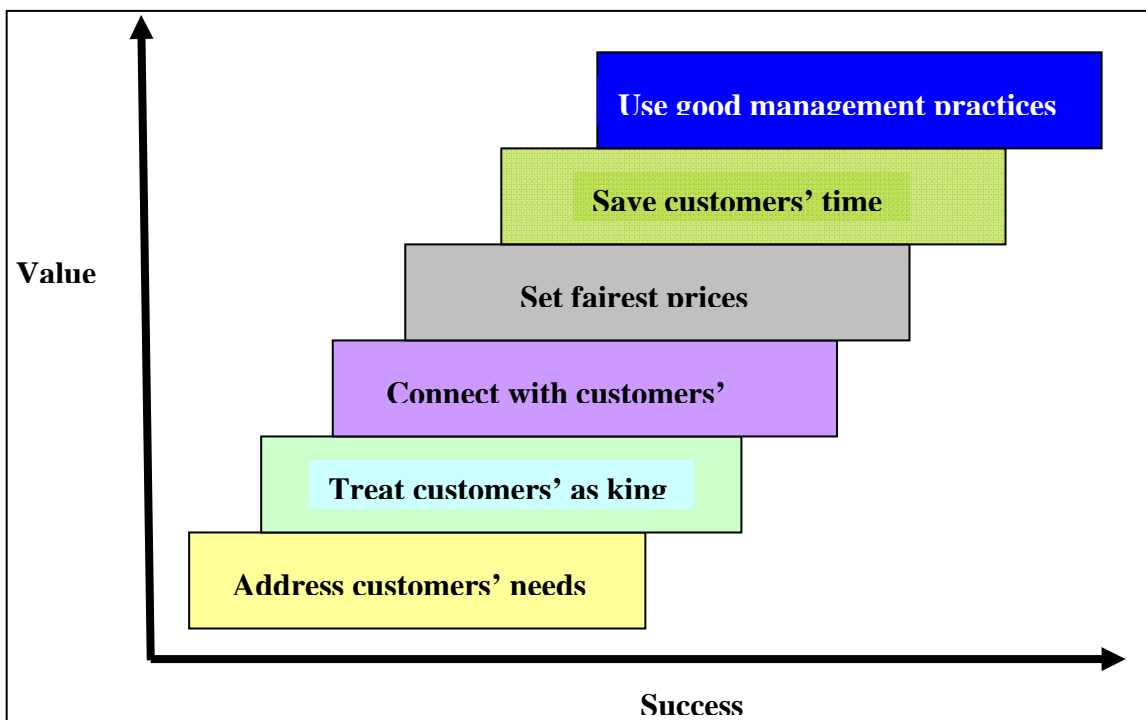 Use good management practices
Save customers’ time
Value
Set fairest prices
Connect with customers’
Treat customers’ as king
Address customers’ needs
Success